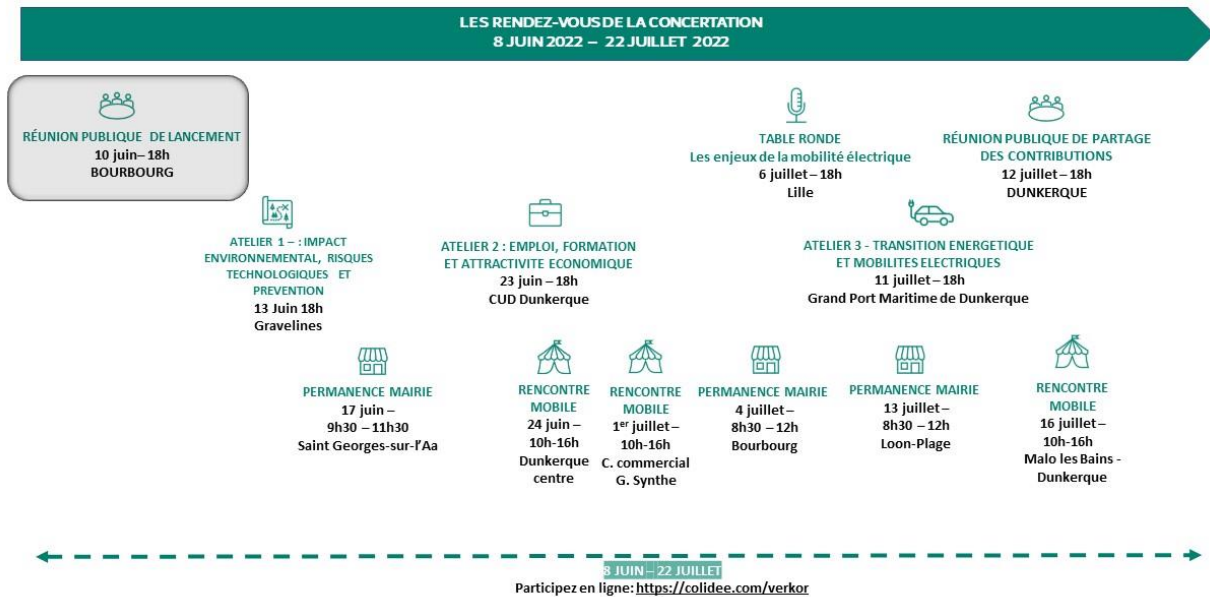 LES RENDEZ-VOUS DE LA CONCERTATION
8 JUIN 2022 – 22 JUILLET 2022
RÉUNION PUBLIQUE DE LANCEMENT
10 juin– 18h
BOURBOURG
TABLE RONDE
Les enjeux de la mobilité électrique
6 juillet – 18h
Lille
RÉUNION PUBLIQUE DE PARTAGE
DES CONTRIBUTIONS
12 juillet – 18h
DUNKERQUE
ATELIER 1 – : IMPACT
ENVIRONNEMENTAL, RISQUES
TECHNOLOGIQUES ET
PREVENTION
13 Juin 18h
Gravelines
ATELIER 2 : EMPLOI, FORMATION
ET ATTRACTIVITE ECONOMIQUE
23 juin – 18h
CUD Dunkerque
ATELIER 3 - TRANSITION ENERGETIQUE
ET MOBILITES ELECTRIQUES
11 juillet – 18h
Grand Port Maritime de Dunkerque
PERMANENCE MAIRIE
17 juin –
9h30 – 11h30
Saint Georges-sur-l'Aa
RENCONTRE
MOBILE
24 juin –
10h-16h
Dunkerque
centre
RENCONTRE
MOBILE
1er juillet –
10h-16h
C. commercial
G. Synthe
PERMANENCE MAIRIE
4 juillet –
8h30 – 12h
Bourbourg
PERMANENCE MAIRIE
13 juillet –
8h30 – 12h
Loon-Plage
RENCONTRE
MOBILE
16 juillet –
10h-16h
Malo les Bains -
Dunkerque
8 JUIN – 22 JUILLET
Participez en ligne: https://colidee.com/verkor